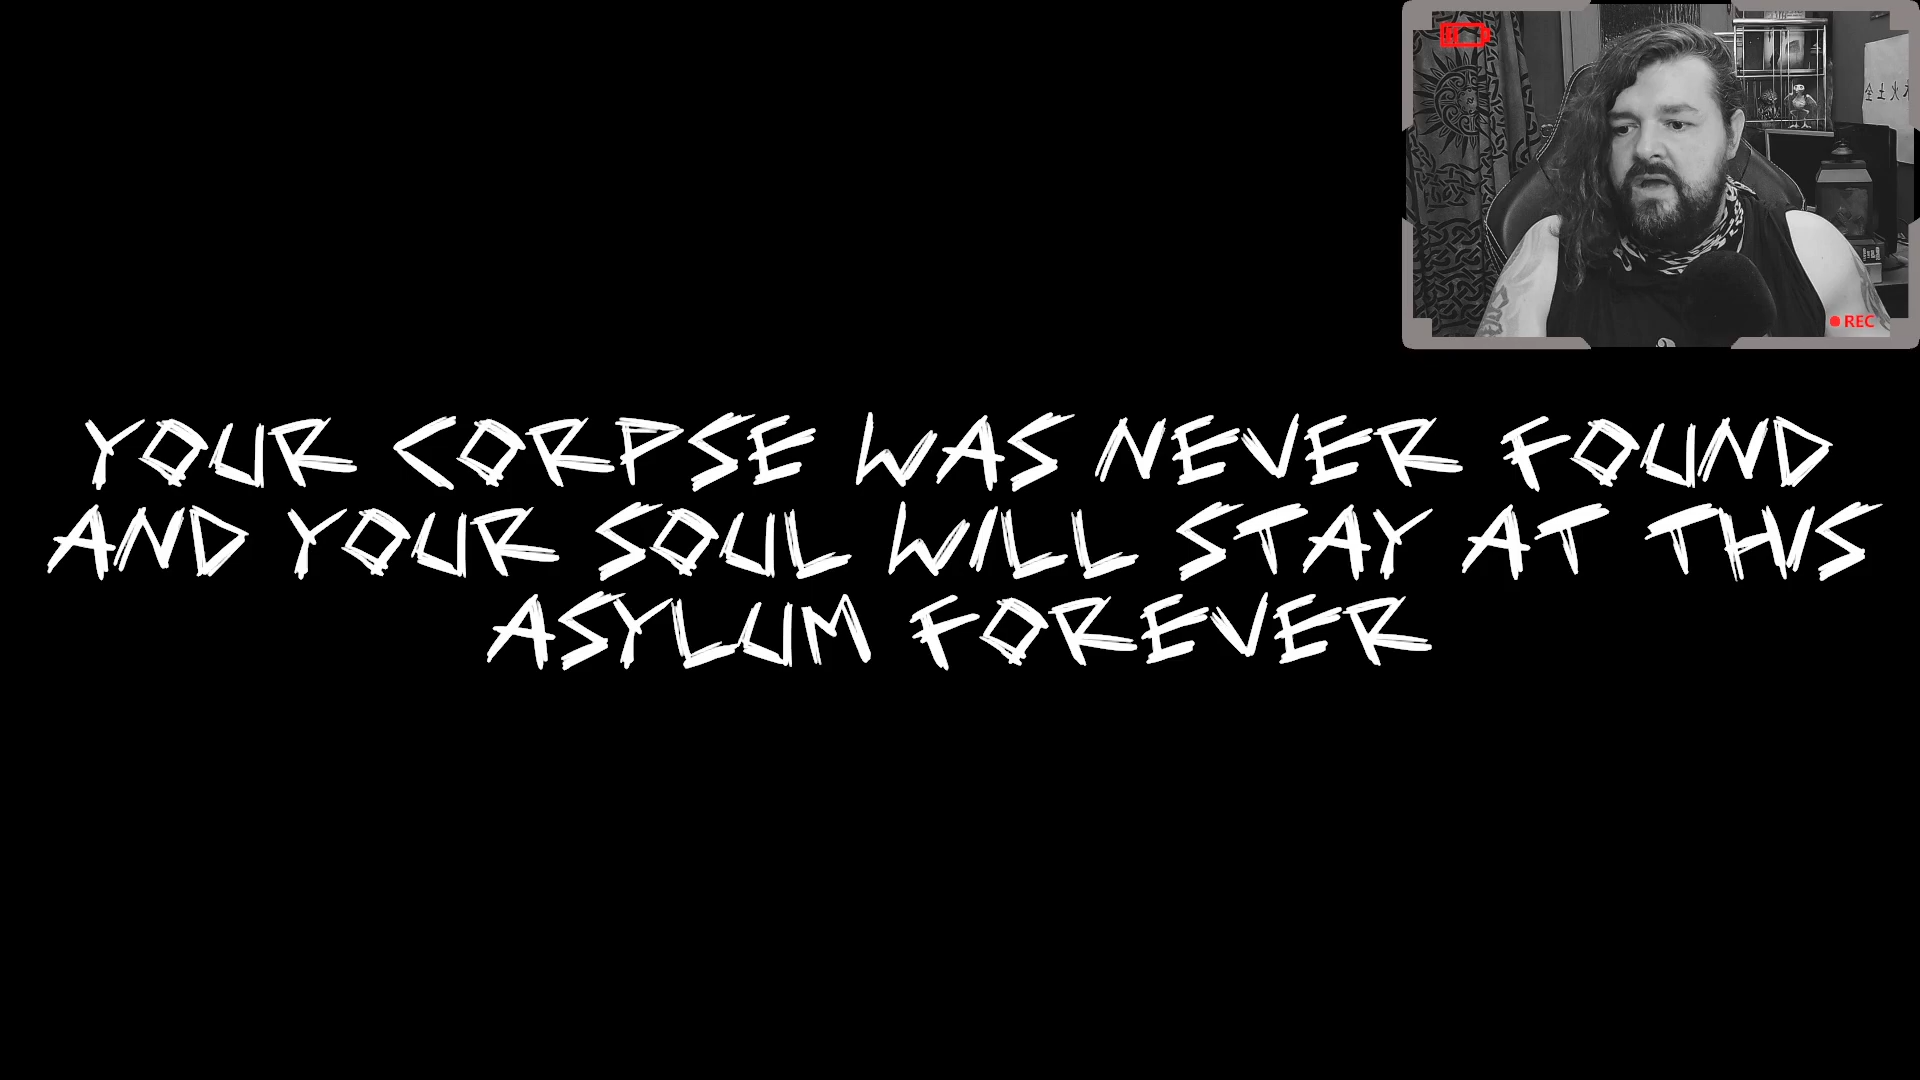 REC
YOUR CORPSE WAS NEVER FOUND
AND YOUR SOUL WILL STAY AT THIS
ASYLUM FOREVER